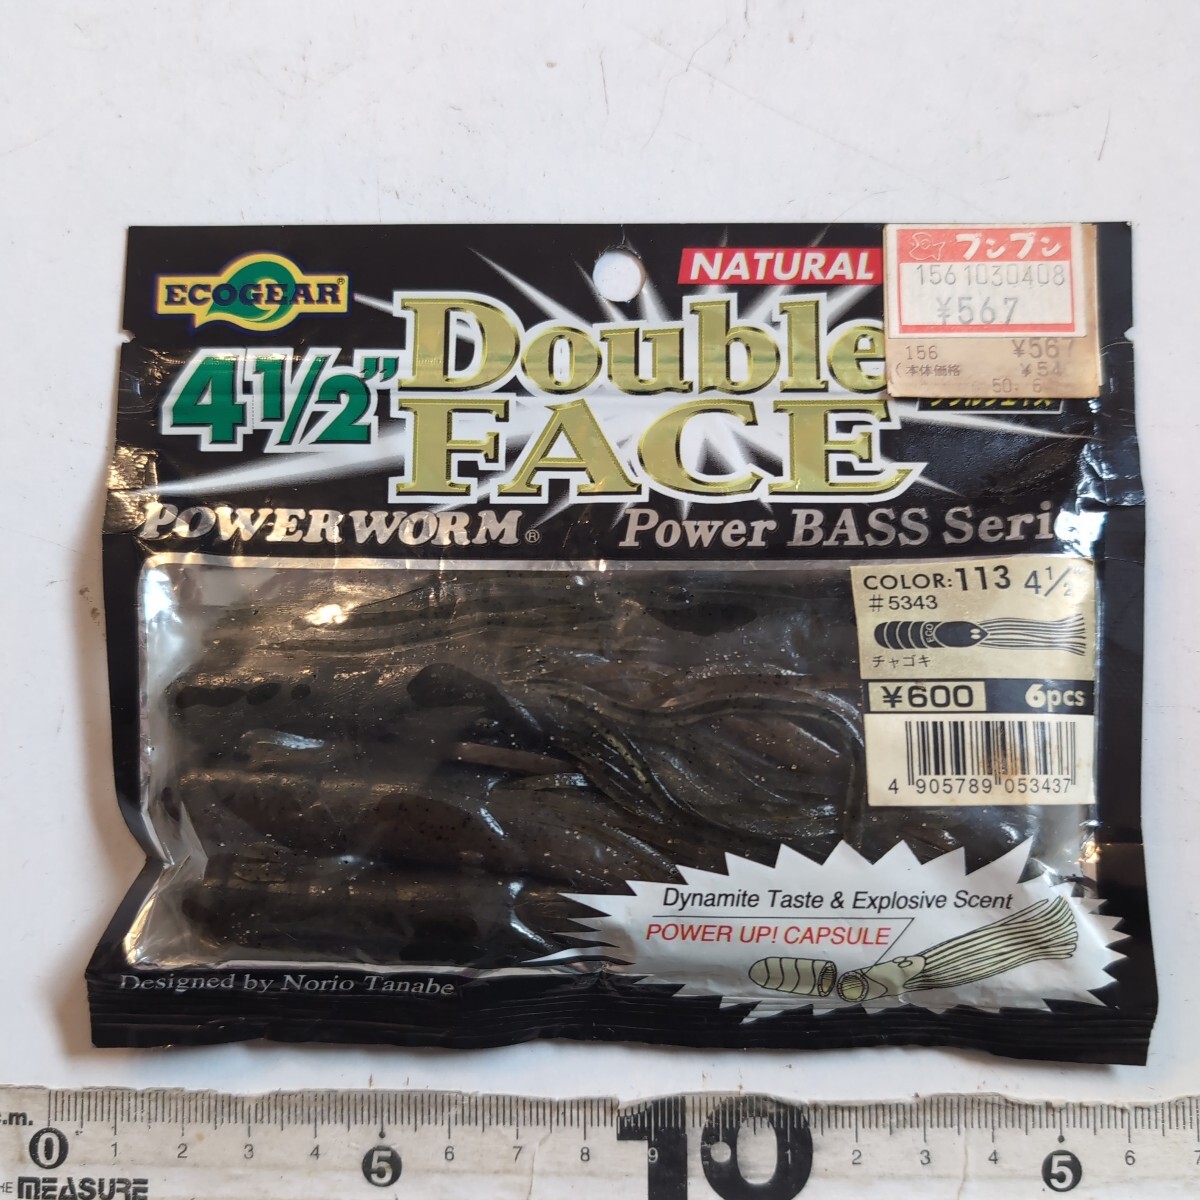 ECOGEAR®
NATURAL
ブンブン
1561030408
¥567
156 ¥567
(本体価格 ¥54
50. 6
4 1/2"
Double
FACE
POWERWORM®
Power BASS Serie
COLOR:113 4 1/2"
#5343
ECO
チャゴキ
¥600 6pcs
4 905789 053437
Dynamite Taste & Explosive Scent
POWER UP! CAPSULE
Designed by Norio Tanabe
c.m.
0 1 2 3 4 5 6 7 8 9 10 1 2 3 4 5 6 7
THE MEASURE